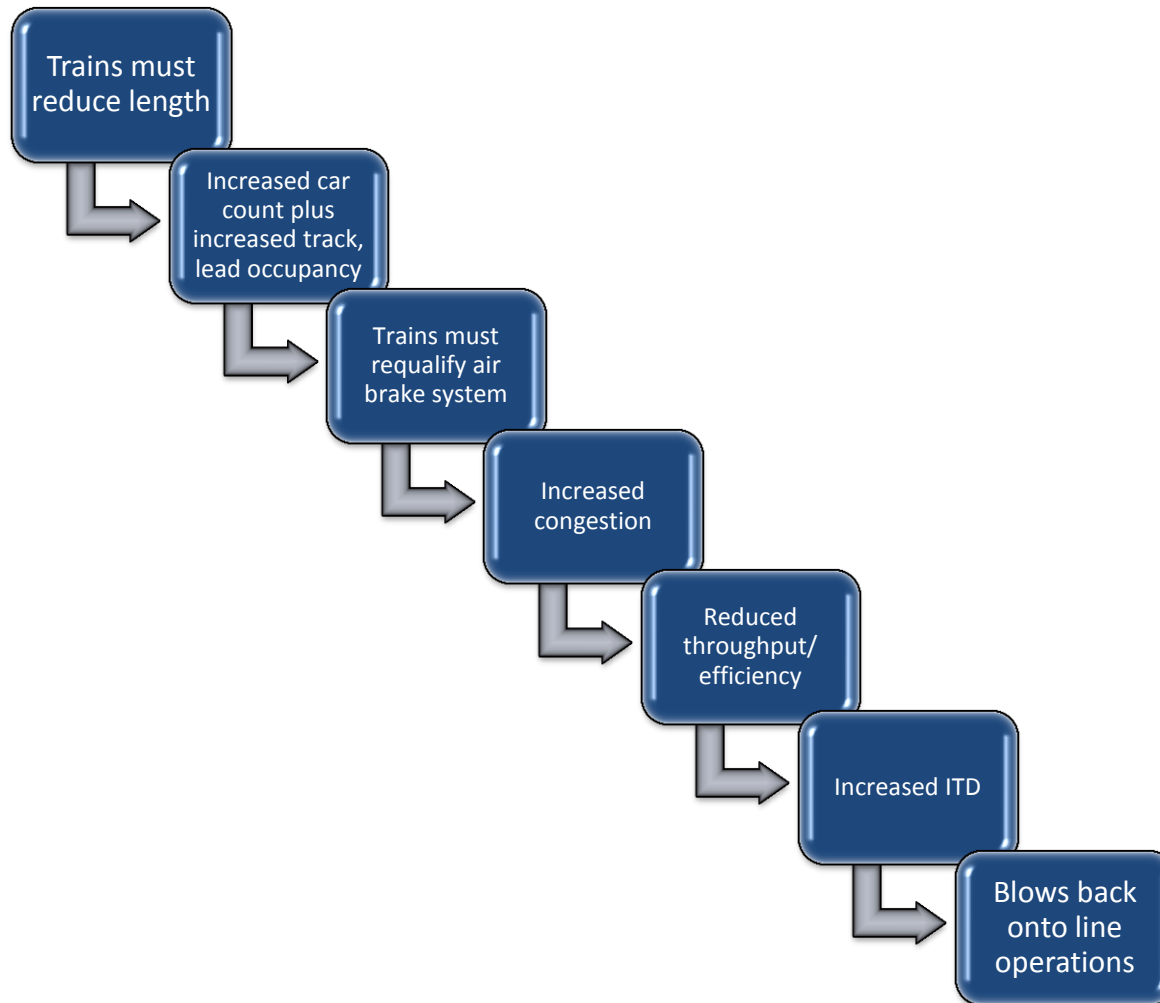 Trains must
reduce length
Increased car
count plus
increased track,
lead occupancy
Trains must
requalify air
brake system
Increased
congestion
Reduced
throughput/
efficiency
Increased ITD
Blows back
onto line
operations